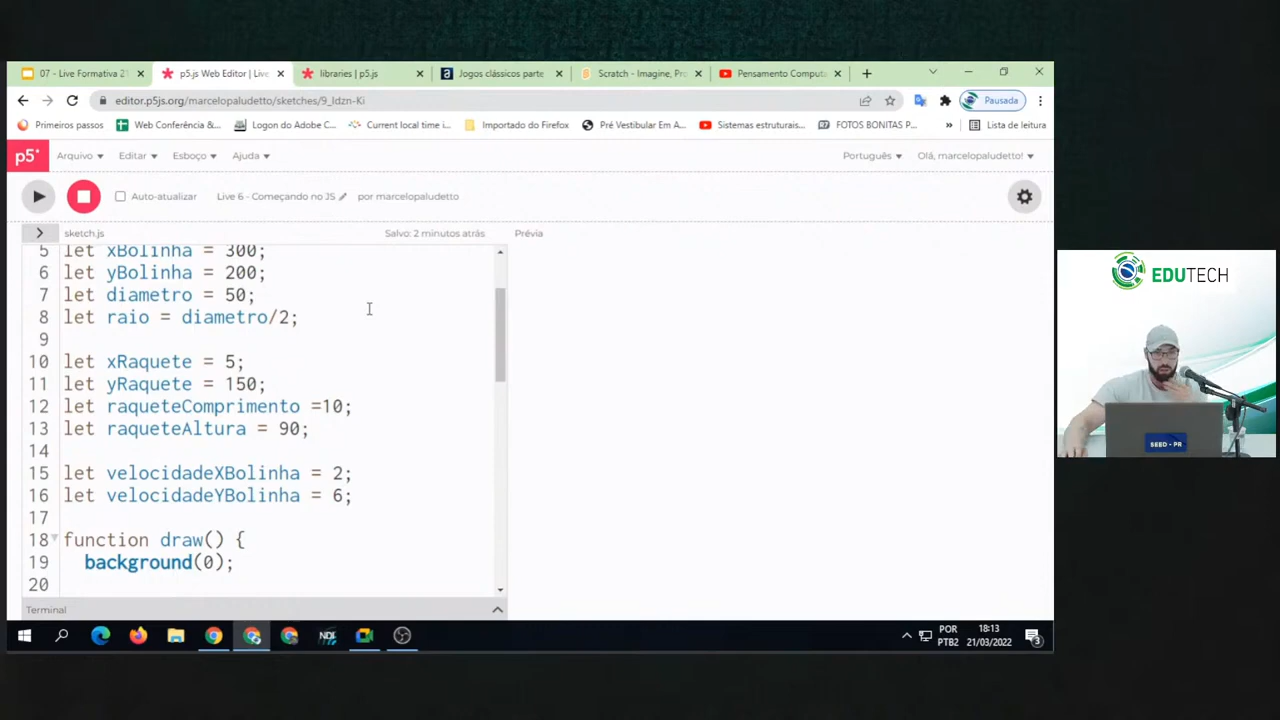 07 - Live Formativa 21
p5.js Web Editor | Live
libraries | p5.js
Jogos clássicos parte
Scratch - Imagine, Pro
Pensamento Computa
editor.p5js.org/marcelopaludetto/sketches/9_ldzn-Ki
Pausada
Primeiros passos
Web Conferência &...
Logon do Adobe C...
Current local time i...
Importado do Firefox
Pré Vestibular Em A...
Sistemas estruturais...
FOTOS BONITAS P...
»
Lista de leitura
p5*
Arquivo
Editar
Esboço
Ajuda
Português
Olá, marcelopaludetto!
Auto-atualizar
Live 6 - Começando no JS
por marcelopaludetto
sketch.js
Salvo: 2 minutos atrás
Prévia
5 let xBolinha = 300;
6 let yBolinha = 200;
7 let diametro = 50;
8 let raio = diametro/2;
9
10 let xRaquete = 5;
11 let yRaquete = 150;
12 let raqueteComprimento =10;
13 let raqueteAltura = 90;
14
15 let velocidadeXBolinha = 2;
16 let velocidadeYBolinha = 6;
17
18 function draw() {
19 background(0);
20
Terminal
EDUTECH
SEED - PR
NDI
POR
PTB2
18:13
21/03/2022
3